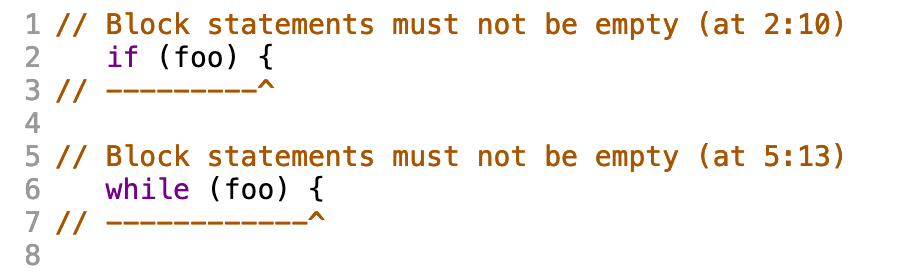 1 // Block statements must not be empty (at 2:10)
2    if (foo) {
3 // ---------^
4
5 // Block statements must not be empty (at 5:13)
6    while (foo) {
7 // ------------^
8